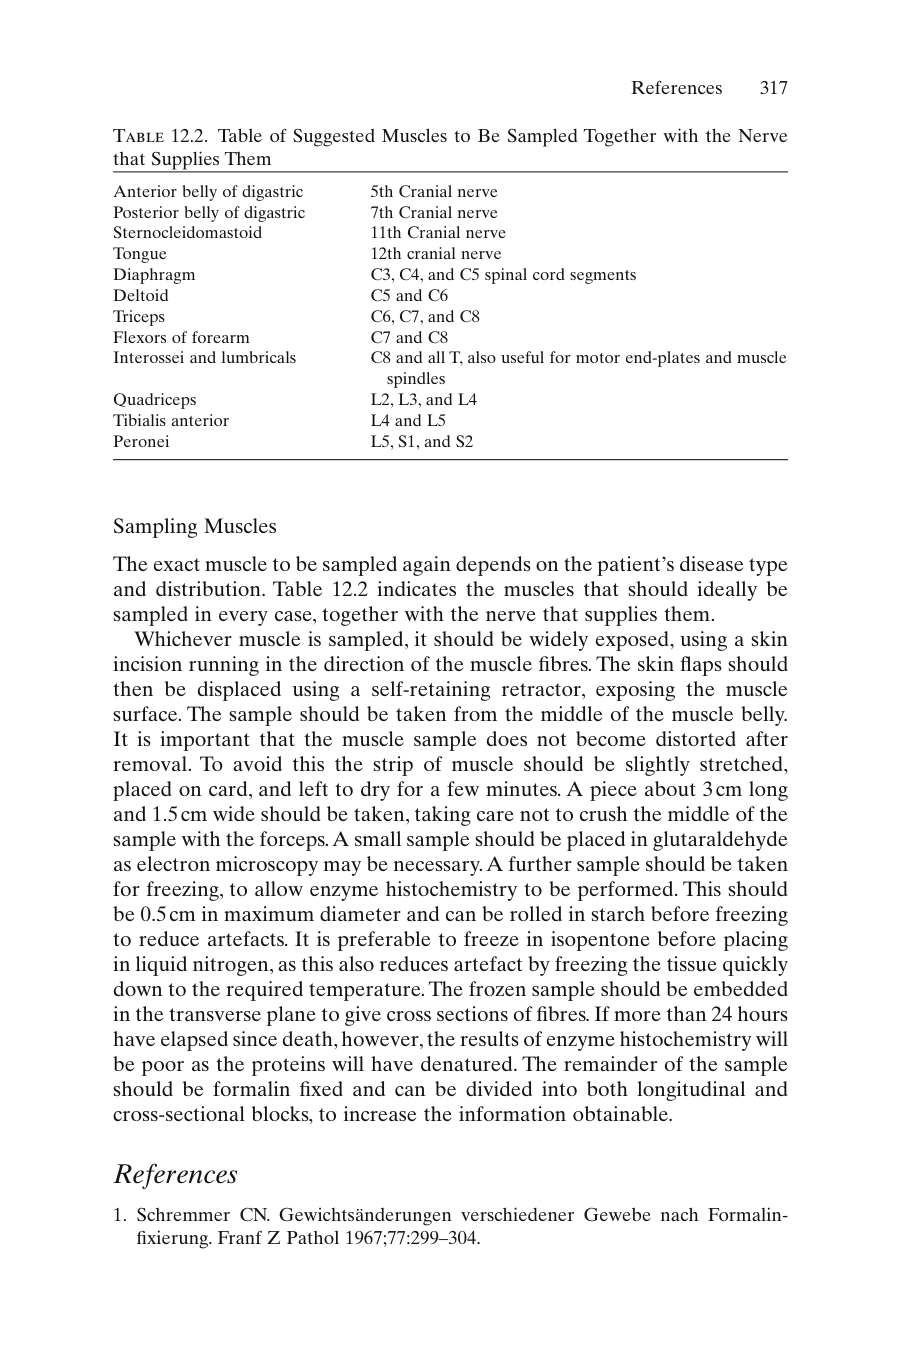 References 317
TABLE 12.2. Table of Suggested Muscles to Be Sampled Together with the Nerve
that Supplies Them
Anterior belly of digastric 5th Cranial nerve
Posterior belly of digastric 7th Cranial nerve
Sternocleidomastoid 11th Cranial nerve
Tongue 12th cranial nerve
Diaphragm C3, C4, and C5 spinal cord segments
Deltoid C5 and C6
Triceps C6, C7, and C8
Flexors of forearm C7 and C8
Interossei and lumbricals C8 and all T, also useful for motor end-plates and muscle
spindles
Quadriceps L2, L3, and L4
Tibialis anterior L4 and L5
Peronei L5, S1, and S2
Sampling Muscles
The exact muscle to be sampled again depends on the patient’s disease type
and distribution. Table 12.2 indicates the muscles that should ideally be
sampled in every case, together with the nerve that supplies them.
Whichever muscle is sampled, it should be widely exposed, using a skin
incision running in the direction of the muscle fibres. The skin flaps should
then be displaced using a self-retaining retractor, exposing the muscle
surface. The sample should be taken from the middle of the muscle belly.
It is important that the muscle sample does not become distorted after
removal. To avoid this the strip of muscle should be slightly stretched,
placed on card, and left to dry for a few minutes. A piece about 3 cm long
and 1.5 cm wide should be taken, taking care not to crush the middle of the
sample with the forceps. A small sample should be placed in glutaraldehyde
as electron microscopy may be necessary. A further sample should be taken
for freezing, to allow enzyme histochemistry to be performed. This should
be 0.5 cm in maximum diameter and can be rolled in starch before freezing
to reduce artefacts. It is preferable to freeze in isopentone before placing
in liquid nitrogen, as this also reduces artefact by freezing the tissue quickly
down to the required temperature. The frozen sample should be embedded
in the transverse plane to give cross sections of fibres. If more than 24 hours
have elapsed since death, however, the results of enzyme histochemistry will
be poor as the proteins will have denatured. The remainder of the sample
should be formalin fixed and can be divided into both longitudinal and
cross-sectional blocks, to increase the information obtainable.
References
1. Schremmer CN. Gewichtsänderungen verschiedener Gewebe nach Formalin-
fixierung. Franf Z Pathol 1967;77:299–304.